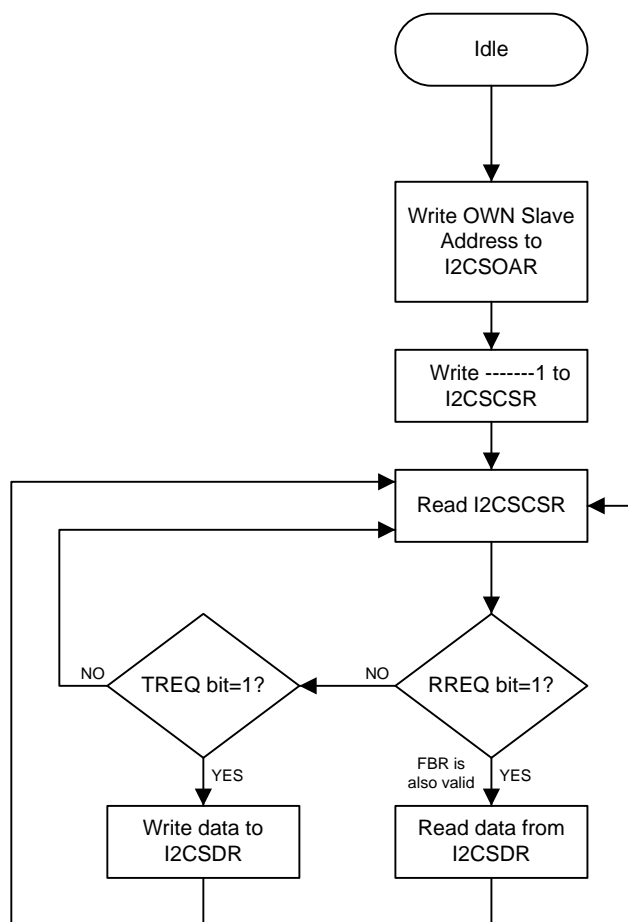 Idle
Write OWN Slave
Address to
I2CSOAR
Write -------1 to
I2CSCSR
Read I2CSCSR
NO
TREQ bit=1?
NO
RREQ bit=1?
YES
FBR is
also valid
YES
Write data to
I2CSDR
Read data from
I2CSDR